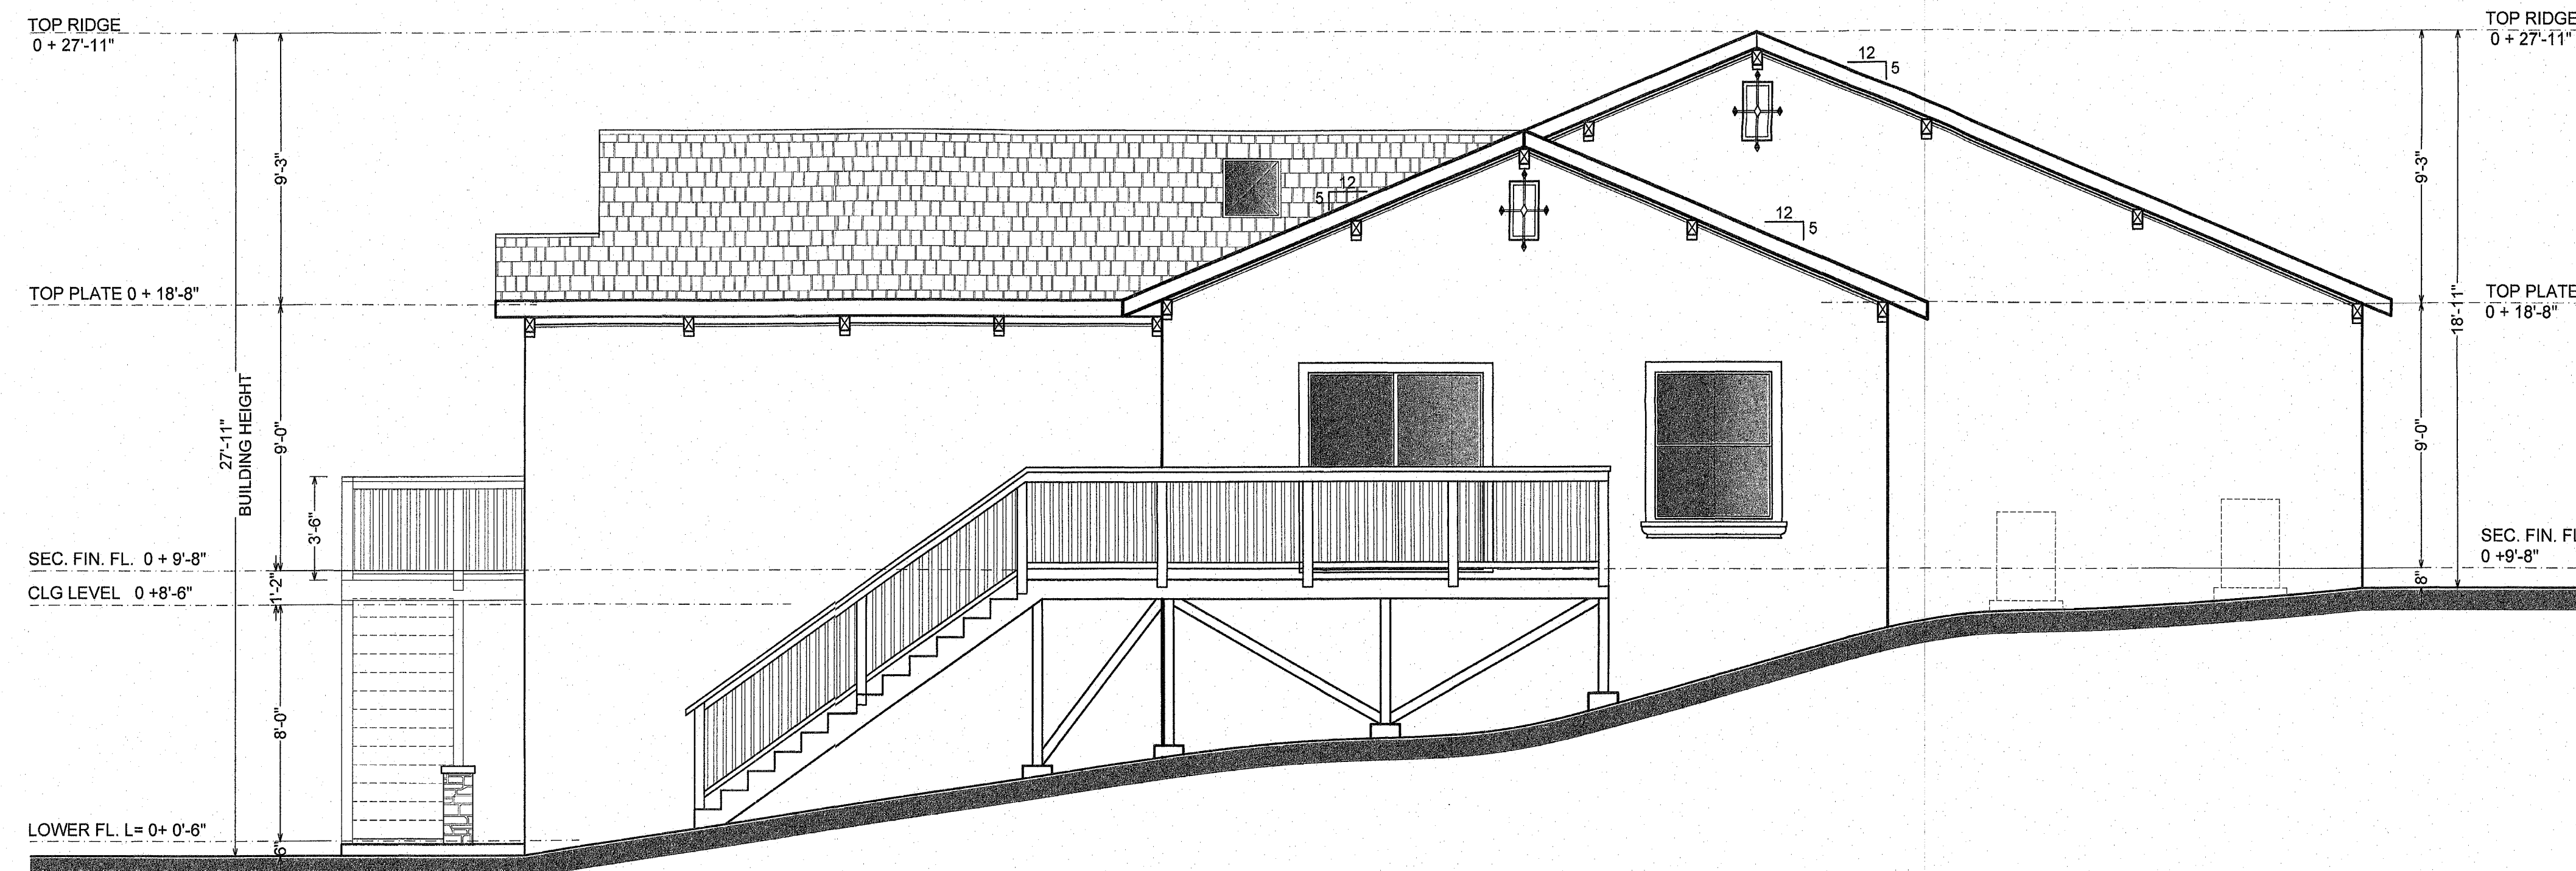 TOP RIDGE
0 + 27'-11"
TOP RIDGE
0 + 27'-11"
12
5
9'-3"
9'-3"
12
5
12
5
TOP PLATE 0 + 18'-8"
TOP PLATE
0 + 18'-8"
18'-11"
27'-11"
BUILDING HEIGHT
9'-0"
9'-0"
3'-6"
SEC. FIN. FL. 0 + 9'-8"
SEC. FIN. FL
0 +9'-8"
1'-2"
8"
CLG LEVEL 0 +8'-6"
8'-0"
LOWER FL. L= 0+ 0'-6"
6"